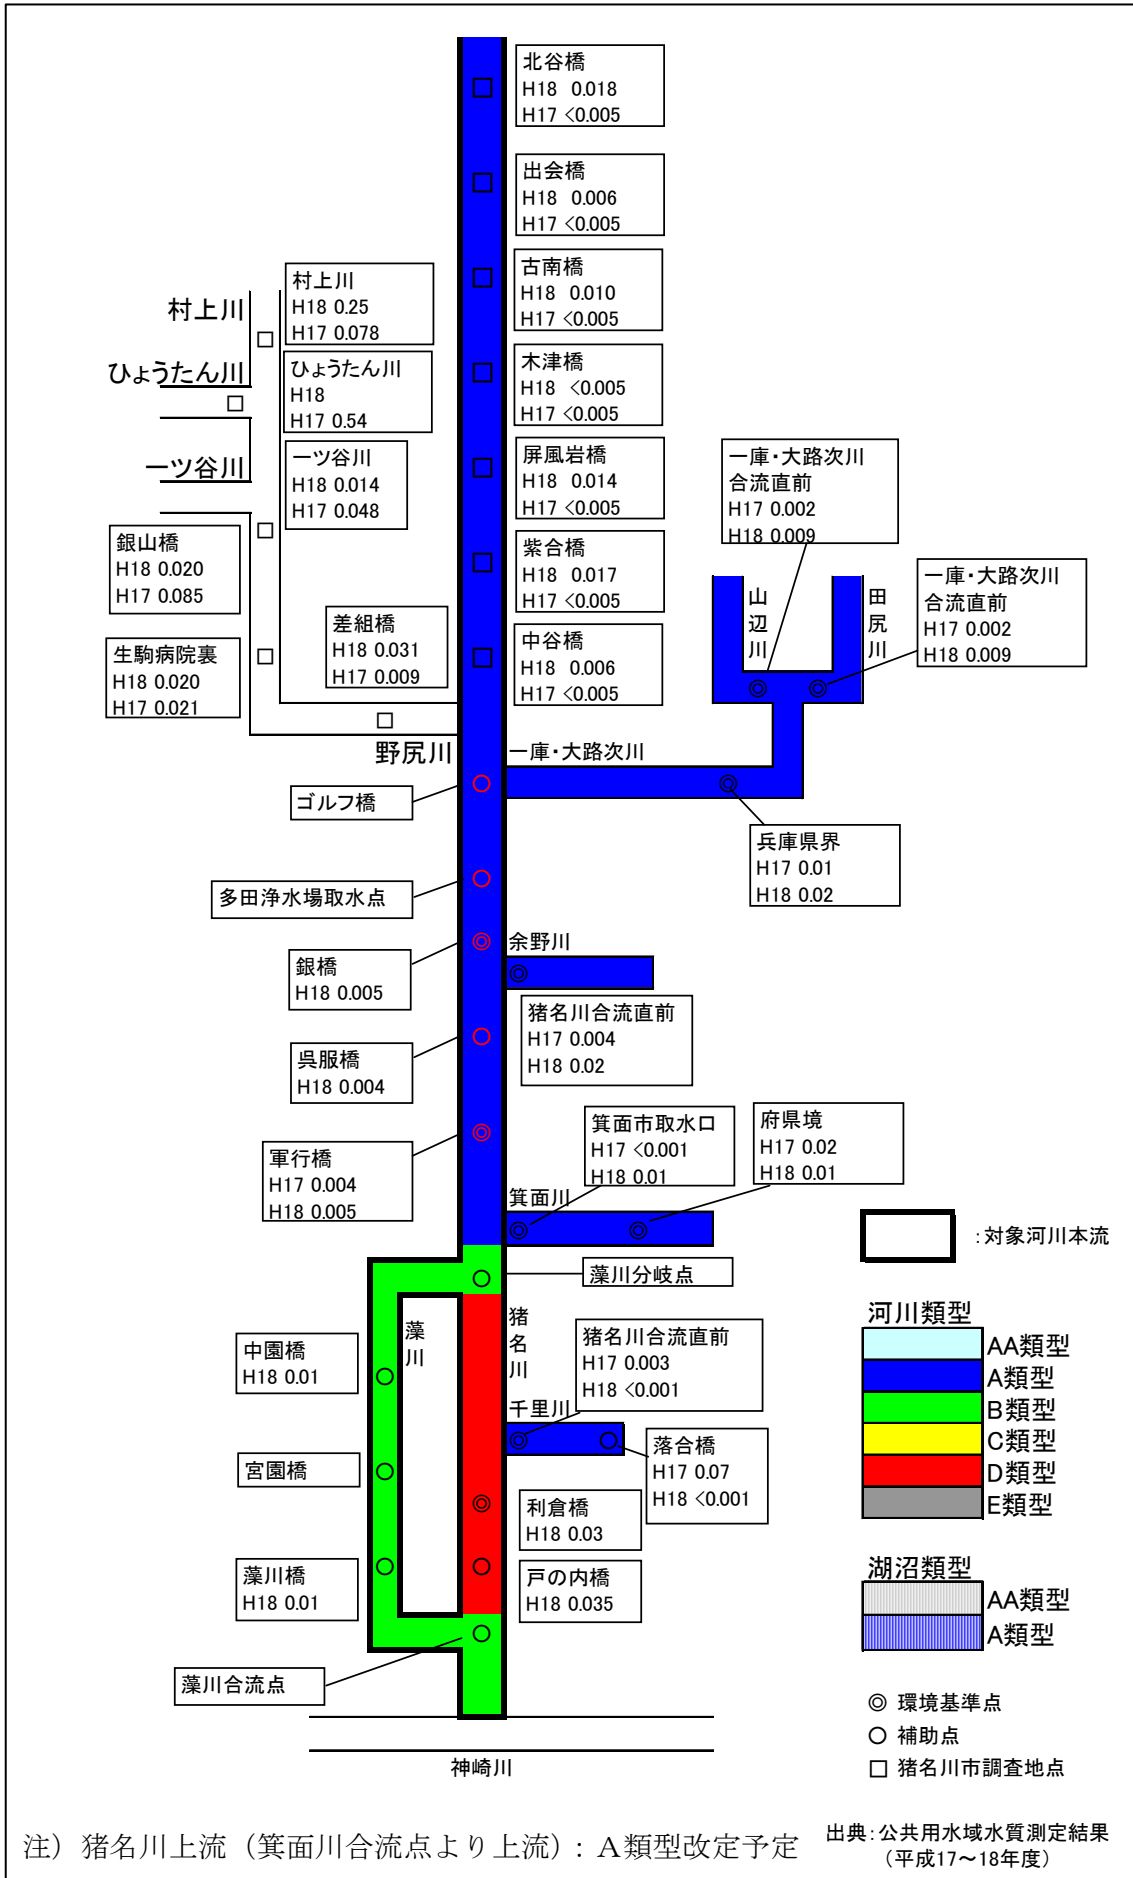 北谷橋
H18 0.018
H17 <0.005
出会橋
H18 0.006
H17 <0.005
古南橋
H18 0.010
H17 <0.005
木津橋
H18 <0.005
H17 <0.005
屏風岩橋
H18 0.014
H17 <0.005
紫合橋
H18 0.017
H17 <0.005
中谷橋
H18 0.006
H17 <0.005
村上川
ひょうたん川
一ツ谷川
村上川
H18 0.25
H17 0.078
ひょうたん川
H18
H17 0.54
一ツ谷川
H18 0.014
H17 0.048
銀山橋
H18 0.020
H17 0.085
生駒病院裏
H18 0.020
H17 0.021
差組橋
H18 0.031
H17 0.009
野尻川
一庫・大路次川
合流直前
H17 0.002
H18 0.009
一庫・大路次川
合流直前
H17 0.002
H18 0.009
山辺川
田尻川
一庫・大路次川
兵庫県界
H17 0.01
H18 0.02
ゴルフ橋
多田浄水場取水点
銀橋
H18 0.005
余野川
猪名川合流直前
H17 0.004
H18 0.02
呉服橋
H18 0.004
軍行橋
H17 0.004
H18 0.005
箕面市取水口
H17 <0.001
H18 0.01
府県境
H17 0.02
H18 0.01
箕面川
藻川分岐点
藻川
猪名川
中園橋
H18 0.01
宮園橋
藻川橋
H18 0.01
藻川合流点
猪名川合流直前
H17 0.003
H18 <0.001
千里川
落合橋
H17 0.07
H18 <0.001
利倉橋
H18 0.03
戸の内橋
H18 0.035
神崎川
:対象河川本流
河川類型
AA類型
A類型
B類型
C類型
D類型
E類型
湖沼類型
AA類型
A類型
◎ 環境基準点
○ 補助点
□ 猪名川市調査地点
注）猪名川上流（箕面川合流点より上流）：A類型改定予定
出典：公共用水域水質測定結果
（平成17～18年度）